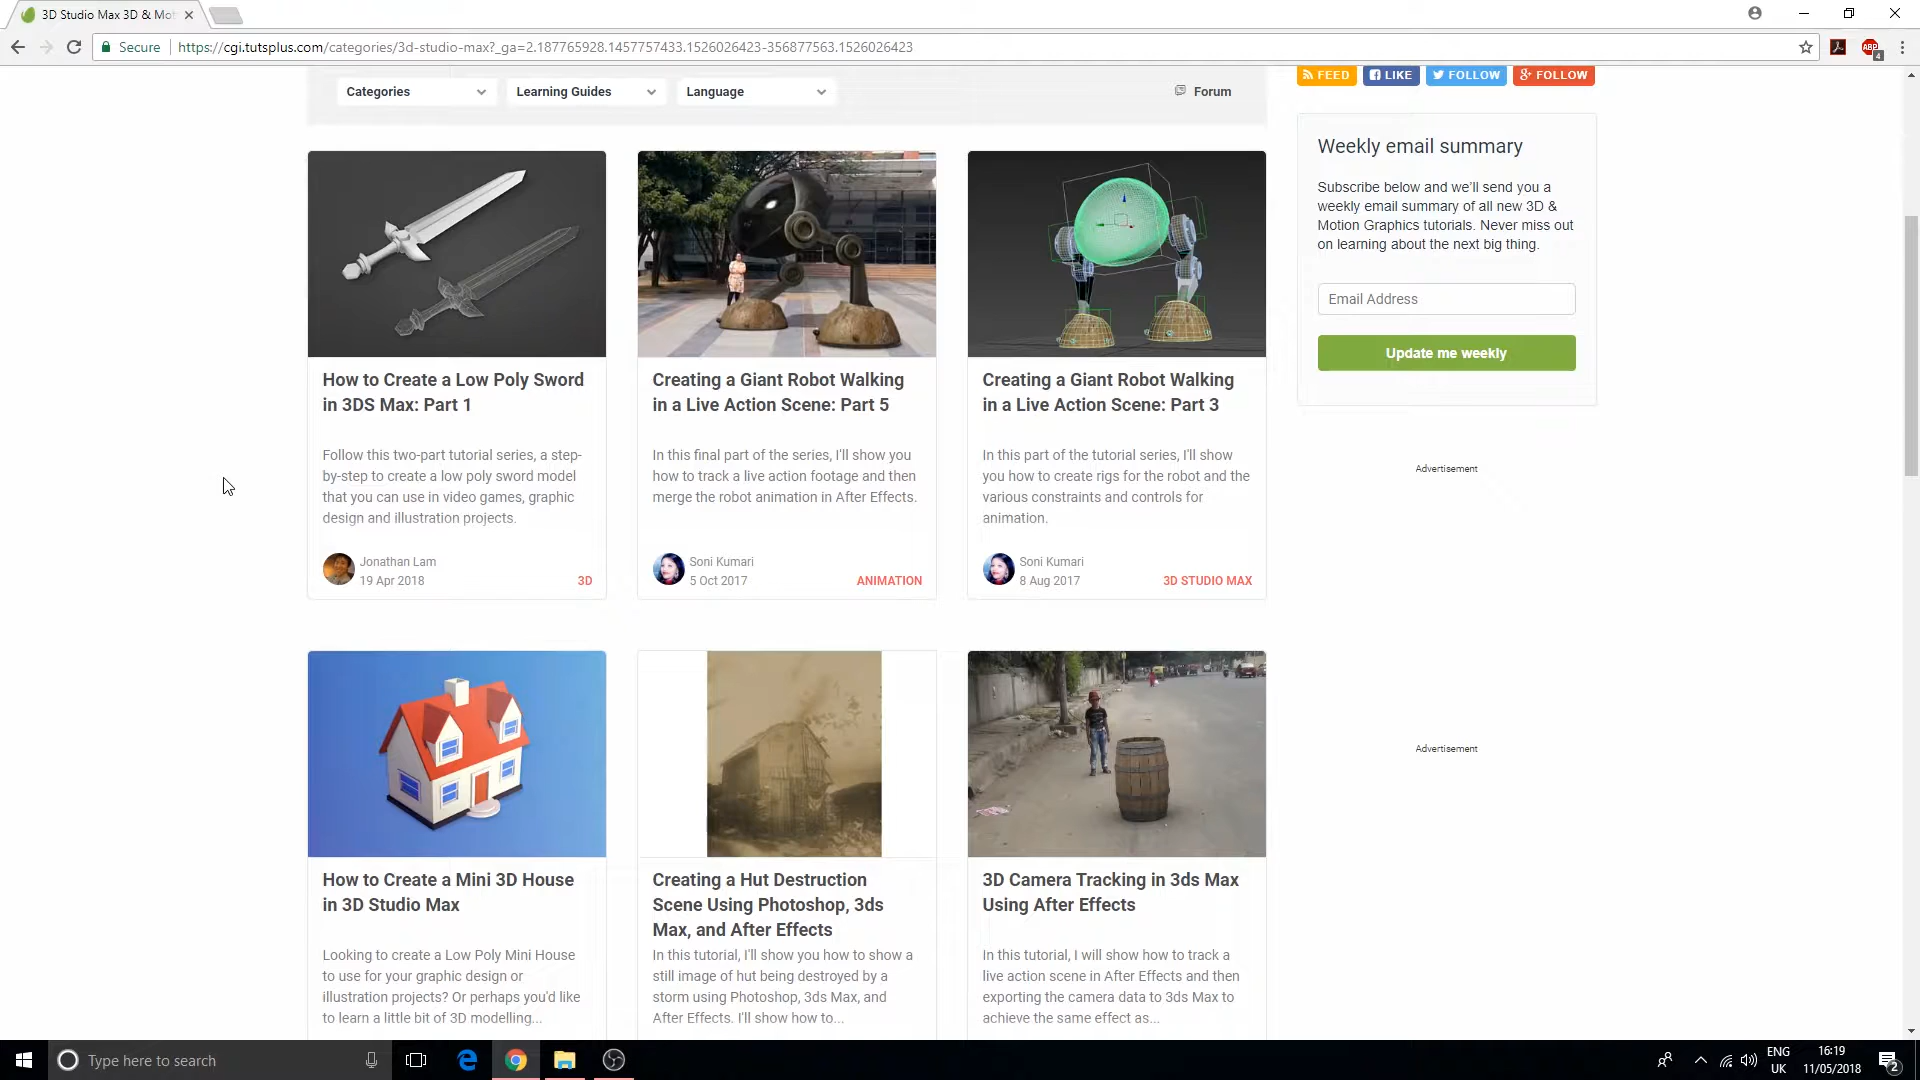 3D Studio Max 3D & Mot
Secure
https://cgi.tutsplus.com/categories/3d-studio-max?_ga=2.187765928.1457757433.1526026423-356877563.1526026423
ABP
4
Categories
Learning Guides
Language
Forum
FEED
LIKE
FOLLOW
FOLLOW
How to Create a Low Poly Sword
in 3DS Max: Part 1
Follow this two-part tutorial series, a step-
by-step to create a low poly sword model
that you can use in video games, graphic
design and illustration projects.
Jonathan Lam
19 Apr 2018
3D
Creating a Giant Robot Walking
in a Live Action Scene: Part 5
In this final part of the series, I'll show you
how to track a live action footage and then
merge the robot animation in After Effects.
Soni Kumari
5 Oct 2017
ANIMATION
Creating a Giant Robot Walking
in a Live Action Scene: Part 3
In this part of the tutorial series, I'll show
you how to create rigs for the robot and the
various constraints and controls for
animation.
Soni Kumari
8 Aug 2017
3D STUDIO MAX
Weekly email summary
Subscribe below and we'll send you a
weekly email summary of all new 3D &
Motion Graphics tutorials. Never miss out
on learning about the next big thing.
Email Address
Update me weekly
Advertisement
Advertisement
How to Create a Mini 3D House
in 3D Studio Max
Looking to create a Low Poly Mini House
to use for your graphic design or
illustration projects? Or perhaps you'd like
to learn a little bit of 3D modelling...
Creating a Hut Destruction
Scene Using Photoshop, 3ds
Max, and After Effects
In this tutorial, I'll show you how to show a
still image of hut being destroyed by a
storm using Photoshop, 3ds Max, and
After Effects. I'll show how to...
3D Camera Tracking in 3ds Max
Using After Effects
In this tutorial, I will show how to track a
live action scene in After Effects and then
exporting the camera data to 3ds Max to
achieve the same effect as...
Type here to search
ENG
UK
16:19
11/05/2018
2